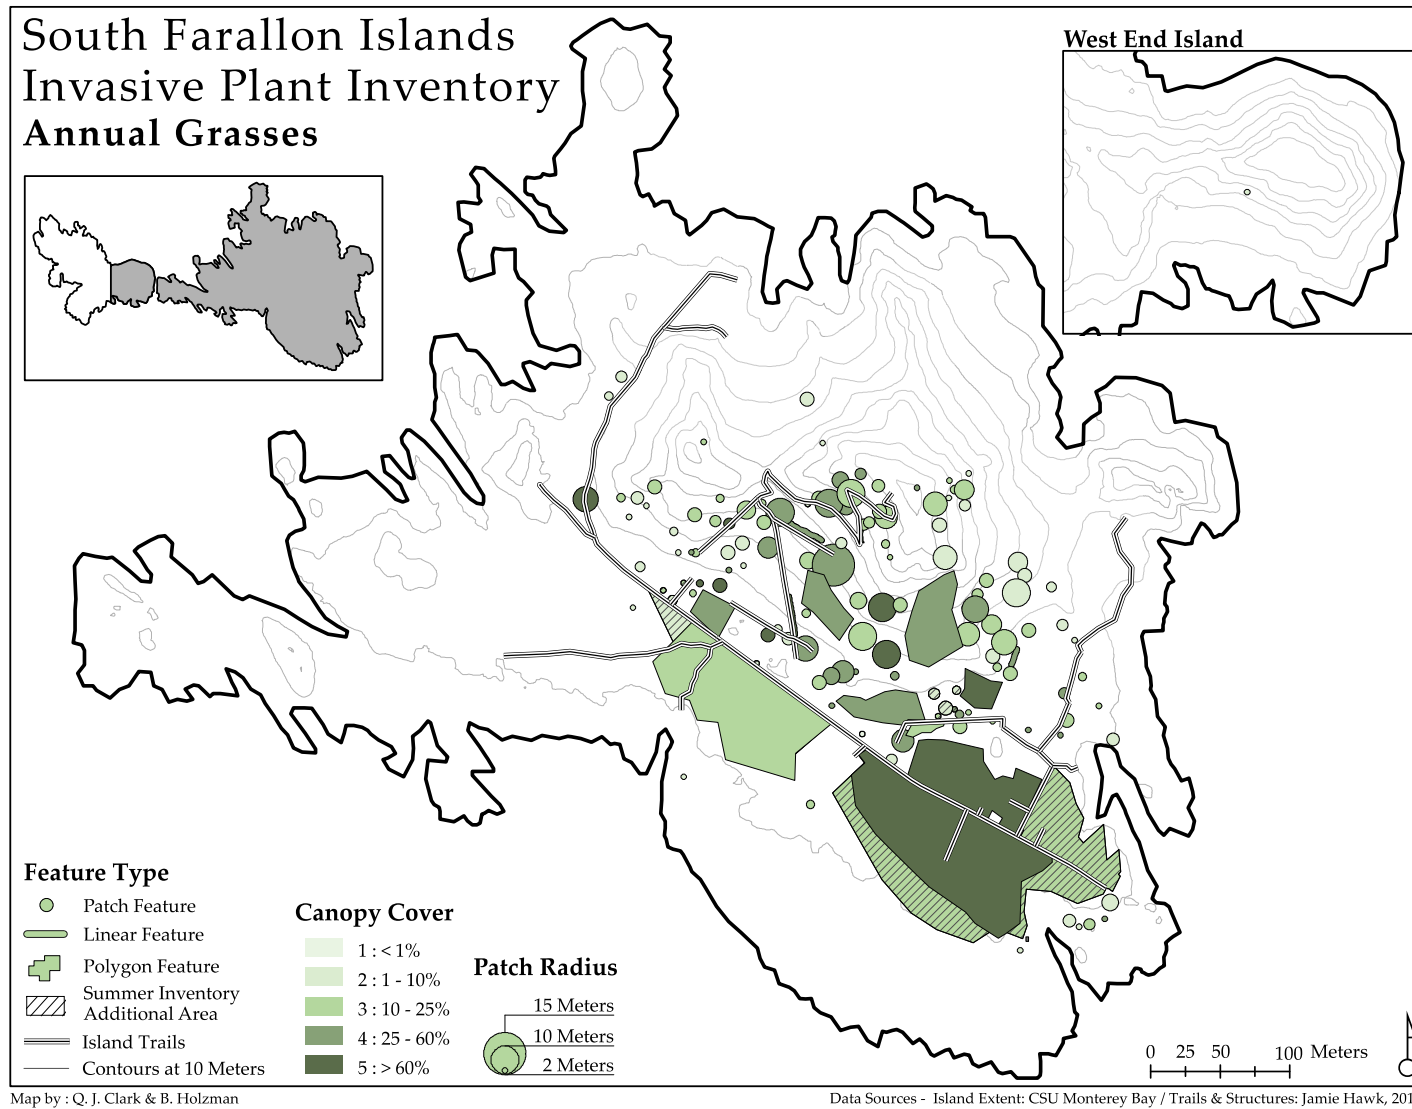 South Farallon Islands
Invasive Plant Inventory
Annual Grasses
West End Island
Feature Type
Patch Feature
Linear Feature
Polygon Feature
Summer Inventory
Additional Area
Island Trails
Contours at 10 Meters
Canopy Cover
1 : < 1%
2 : 1 - 10%
3 : 10 - 25%
4 : 25 - 60%
5 : > 60%
Patch Radius
15 Meters
10 Meters
2 Meters
0 25 50 100 Meters
Map by : Q. J. Clark & B. Holzman
Data Sources - Island Extent: CSU Monterey Bay / Trails & Structures: Jamie Hawk, 201